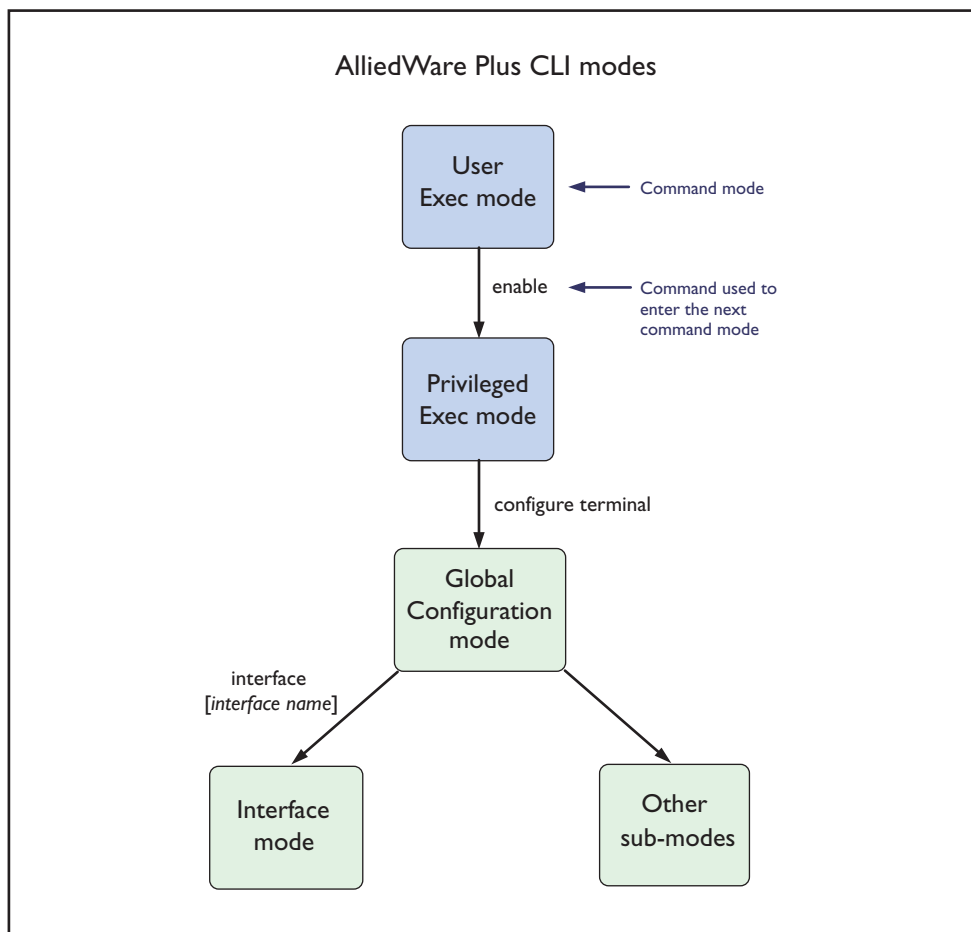 AlliedWare Plus CLI modes
User
Exec mode
Command mode
enable
Command used to
enter the next
command mode
Privileged
Exec mode
configure terminal
Global
Configuration
mode
interface
[interface name]
Interface
mode
Other
sub-modes